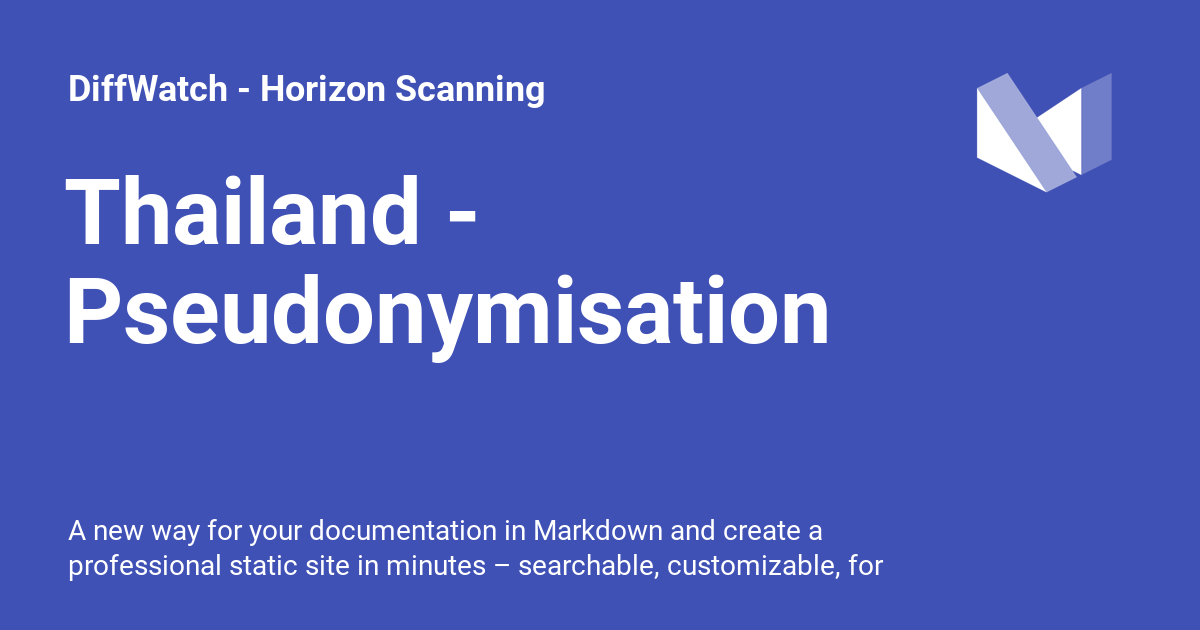 DiffWatch - Horizon Scanning
Thailand -
Pseudonymisation
A new way for your documentation in Markdown and create a
professional static site in minutes – searchable, customizable, for